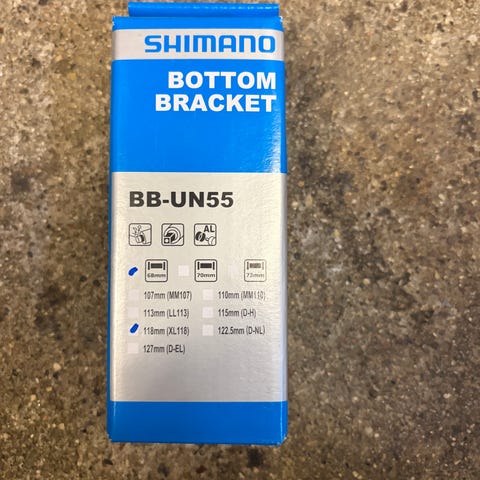 SHIMANO
BOTTOM
BRACKET
BB-UN55
AL
68mm 70mm 73mm
107mm (MM107) 110mm (MM110)
113mm (LL113) 115mm (D-H)
118mm (XL118) 122.5mm (D-NL)
127mm (D-EL)